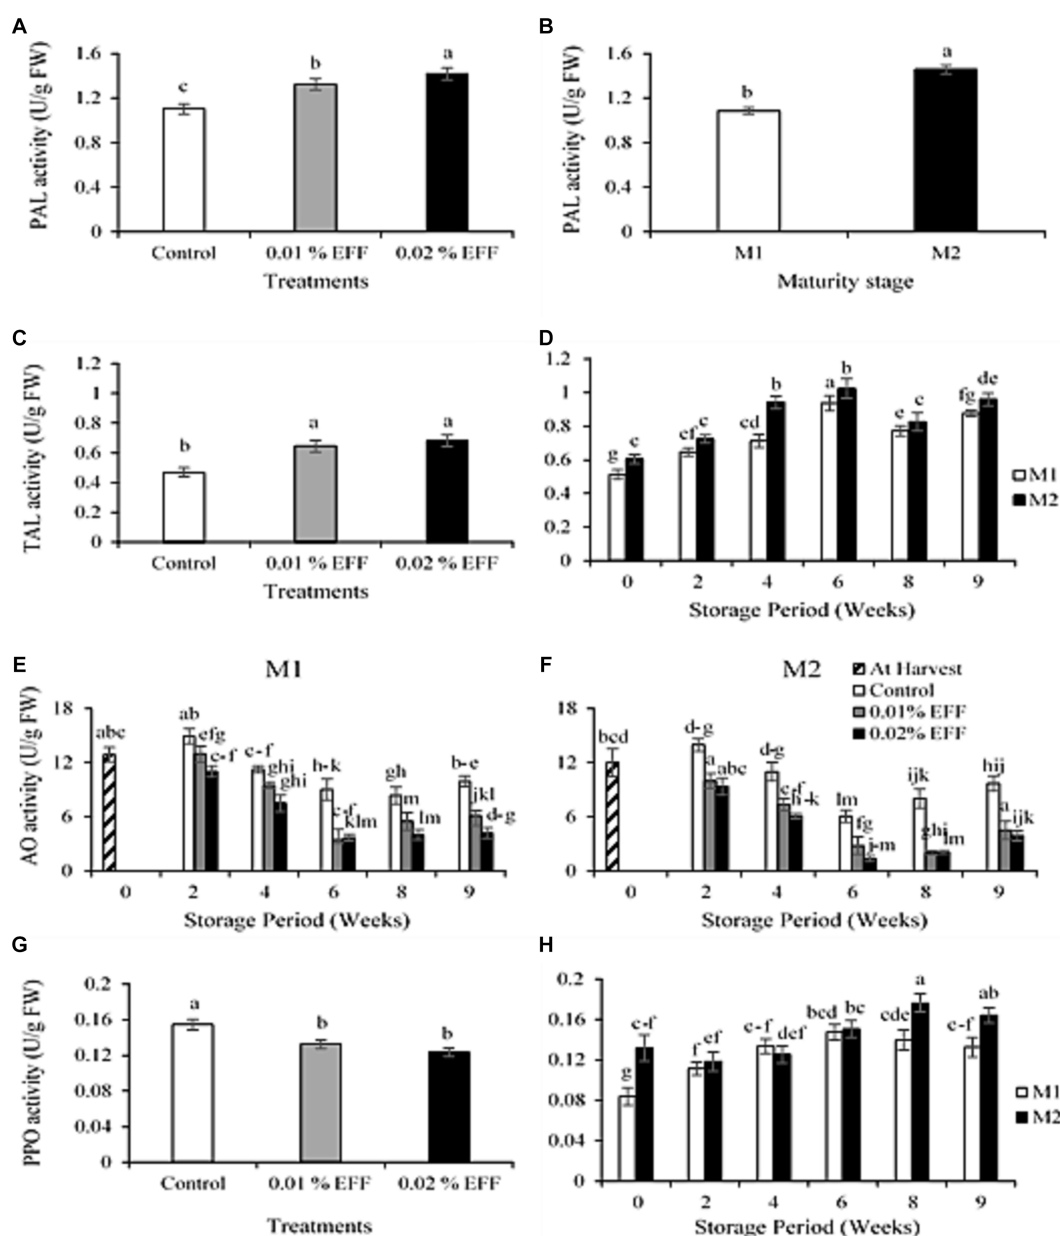 A
PAL activity (U/g FW)
1.6
1.2
0.8
0.4
0
c
b
a
Control 0.01 % EFF 0.02 % EFF
Treatments
B
PAL activity (U/g FW)
1.6
1.2
0.8
0.4
0
b
a
M1 M2
Maturity stage
C
TAL activity (U/g FW)
1.2
1
0.8
0.6
0.4
0.2
0
b
a
a
Control 0.01 % EFF 0.02 % EFF
Treatments
D
1.2
1
0.8
0.6
0.4
0.2
0
g
cd
b
a
b
e
c
fg
de
M1
M2
0 2 4 6 8 9
Storage Period (Weeks)
E
M1
AO activity (U/g FW)
18
12
6
0
abc
ab
efg
c-f
c-f
ghi
ghi
h-k
c-f
klm
gh
lm
b-e
jkl
d-g
0 2 4 6 8 9
Storage Period (Weeks)
F
M2
At Harvest
Control
0.01% EFF
0.02% EFF
18
12
6
0
bcd
d-g
a
abc
d-g
c-f
h-k
lm
fg
j-m
ijk
ghi
lm
hij
a
ijk
0 2 4 6 8 9
Storage Period (Weeks)
G
PPO activity (U/g FW)
0.2
0.16
0.12
0.08
0.04
0
a
b
b
Control 0.01 % EFF 0.02 % EFF
Treatments
H
0.2
0.16
0.12
0.08
0.04
0
g
c-f
f
ef
c-f
def
bcd
bc
cde
a
c-f
ab
M1
M2
0 2 4 6 8 9
Storage Period (Weeks)